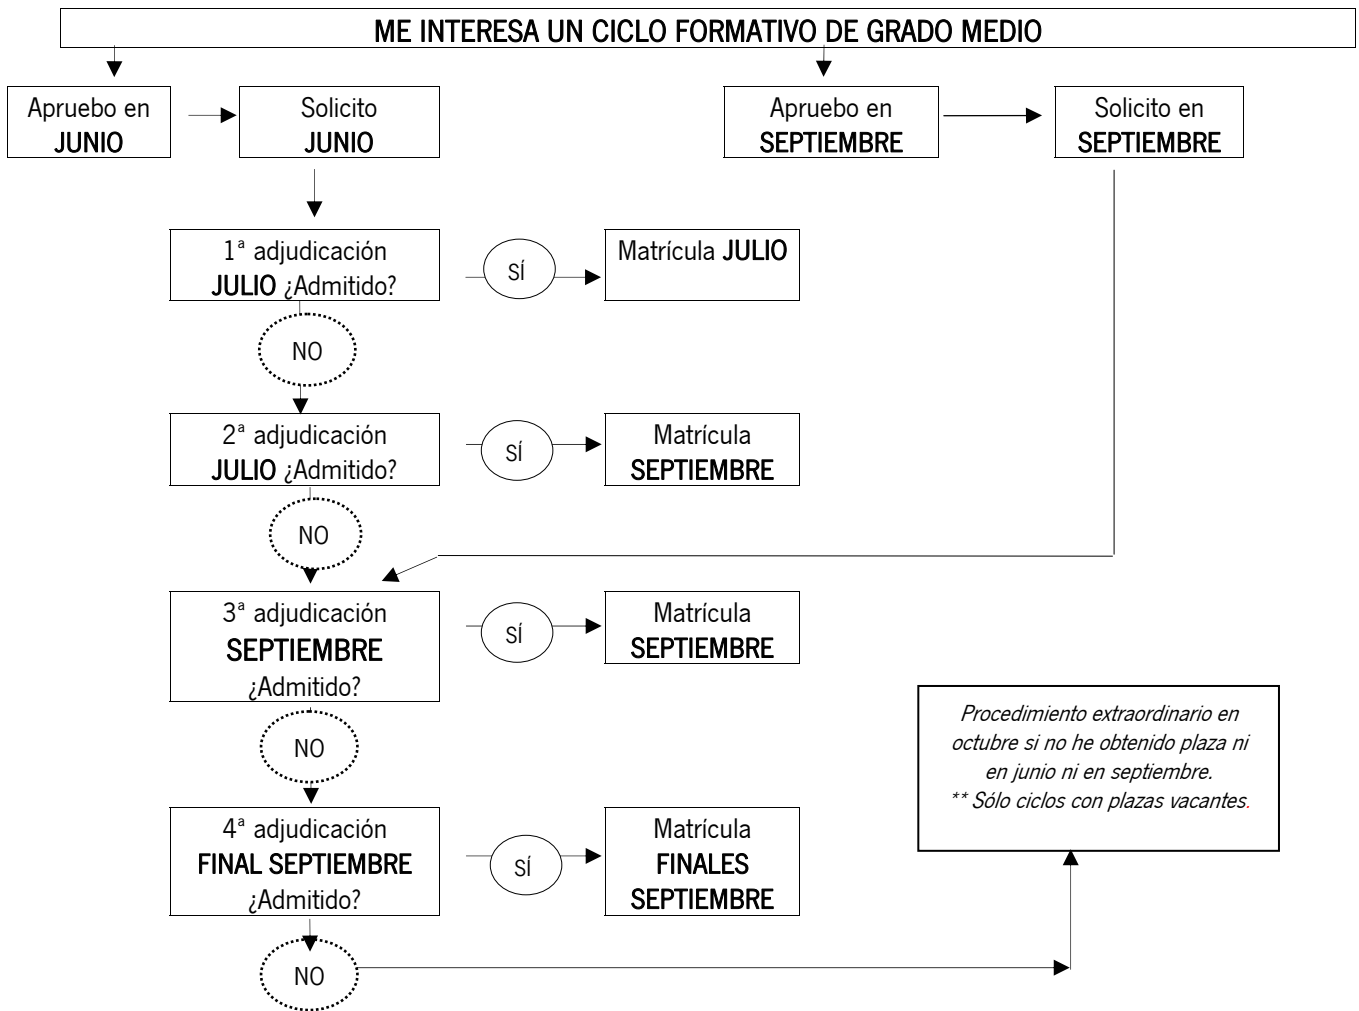 ME INTERESA UN CICLO FORMATIVO DE GRADO MEDIO
Apruebo en
JUNIO
Solicito
JUNIO
Apruebo en
SEPTIEMBRE
Solicito en
SEPTIEMBRE
1ª adjudicación
JULIO ¿Admitido?
SÍ
Matrícula JULIO
NO
2ª adjudicación
JULIO ¿Admitido?
SÍ
Matrícula
SEPTIEMBRE
NO
3ª adjudicación
SEPTIEMBRE
¿Admitido?
SÍ
Matrícula
SEPTIEMBRE
NO
Procedimiento extraordinario en
octubre si no he obtenido plaza ni
en junio ni en septiembre.
** Sólo ciclos con plazas vacantes.
4ª adjudicación
FINAL SEPTIEMBRE
¿Admitido?
SÍ
Matrícula
FINALES
SEPTIEMBRE
NO